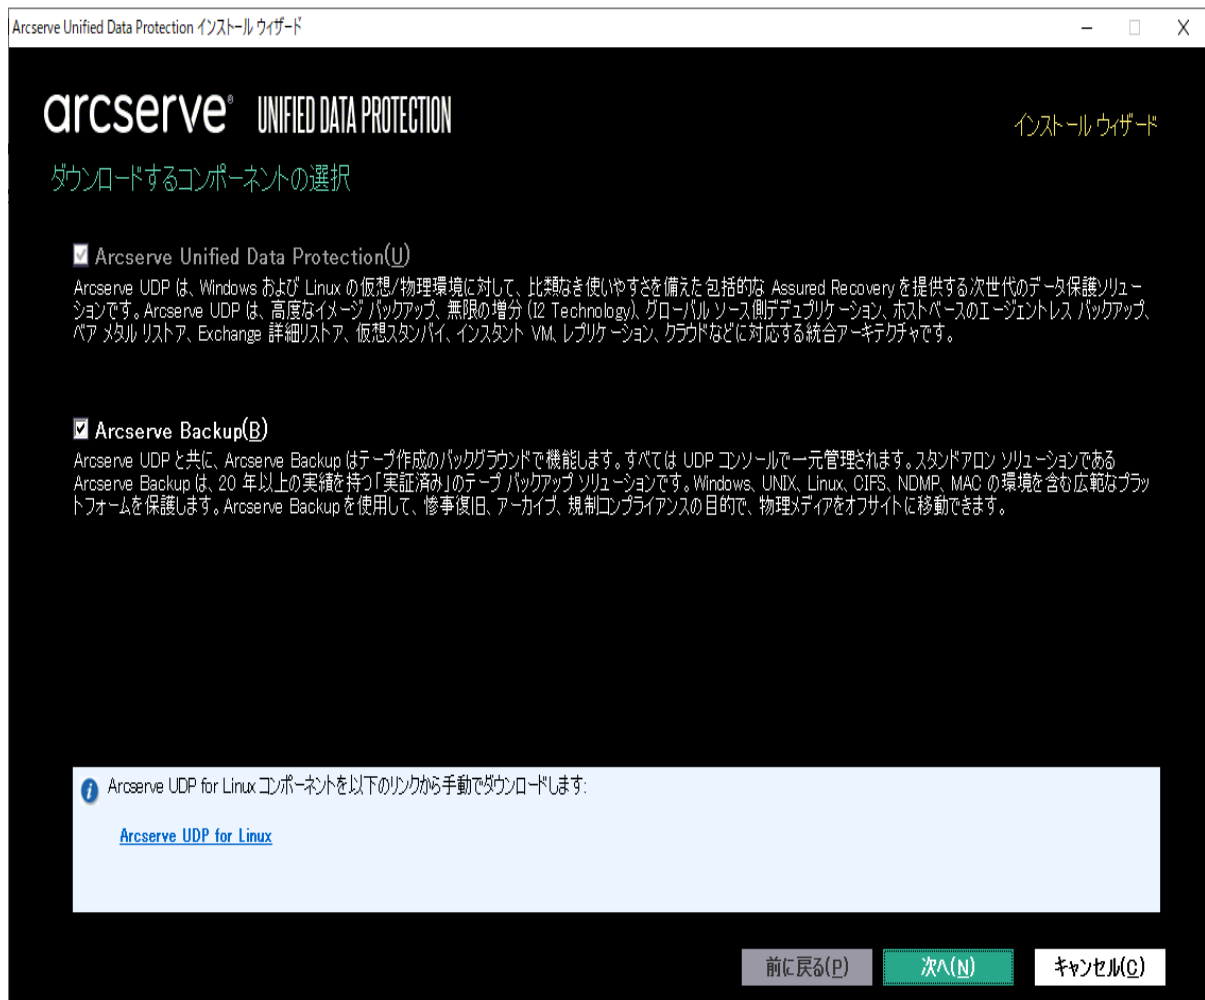 Arcserve Unified Data Protection インストール ウィザード
arcserve® UNIFIED DATA PROTECTION
インストール ウィザード
ダウンロードするコンポーネントの選択
Arcserve Unified Data Protection(U)
Arcserve UDP は、Windows および Linux の仮想/物理環境に対して、比類なき使いやすさを備えた包括的な Assured Recovery を提供する次世代のデータ保護ソリュー
ションです。Arcserve UDP は、高度なイメージ バックアップ、無限の増分 (I2 Technology)、グローバル ソース側デデュプリケーション、ホストベースのエージェントレス バックアップ、
ベア メタル リストア、Exchange 詳細リストア、仮想スタンバイ、インスタント VM、レプリケーション、クラウドなどに対応する統合アーキテクチャです。
Arcserve Backup(B)
Arcserve UDP と共に、Arcserve Backup はテープ作成のバックグラウンドで機能します。すべては UDP コンソールで一元管理されます。スタンドアロン ソリューションである
Arcserve Backup は、20 年以上の実績を持つ「実証済み」のテープ バックアップ ソリューションです。Windows、UNIX、Linux、CIFS、NDMP、MAC の環境を含む広範なプラッ
トフォームを保護します。Arcserve Backup を使用して、惨事復旧、アーカイブ、規制コンプライアンスの目的で、物理メディアをオフサイトに移動できます。
Arcserve UDP for Linux コンポーネントを以下のリンクから手動でダウンロードします:
Arcserve UDP for Linux
前に戻る(P)
次へ(N)
キャンセル(C)